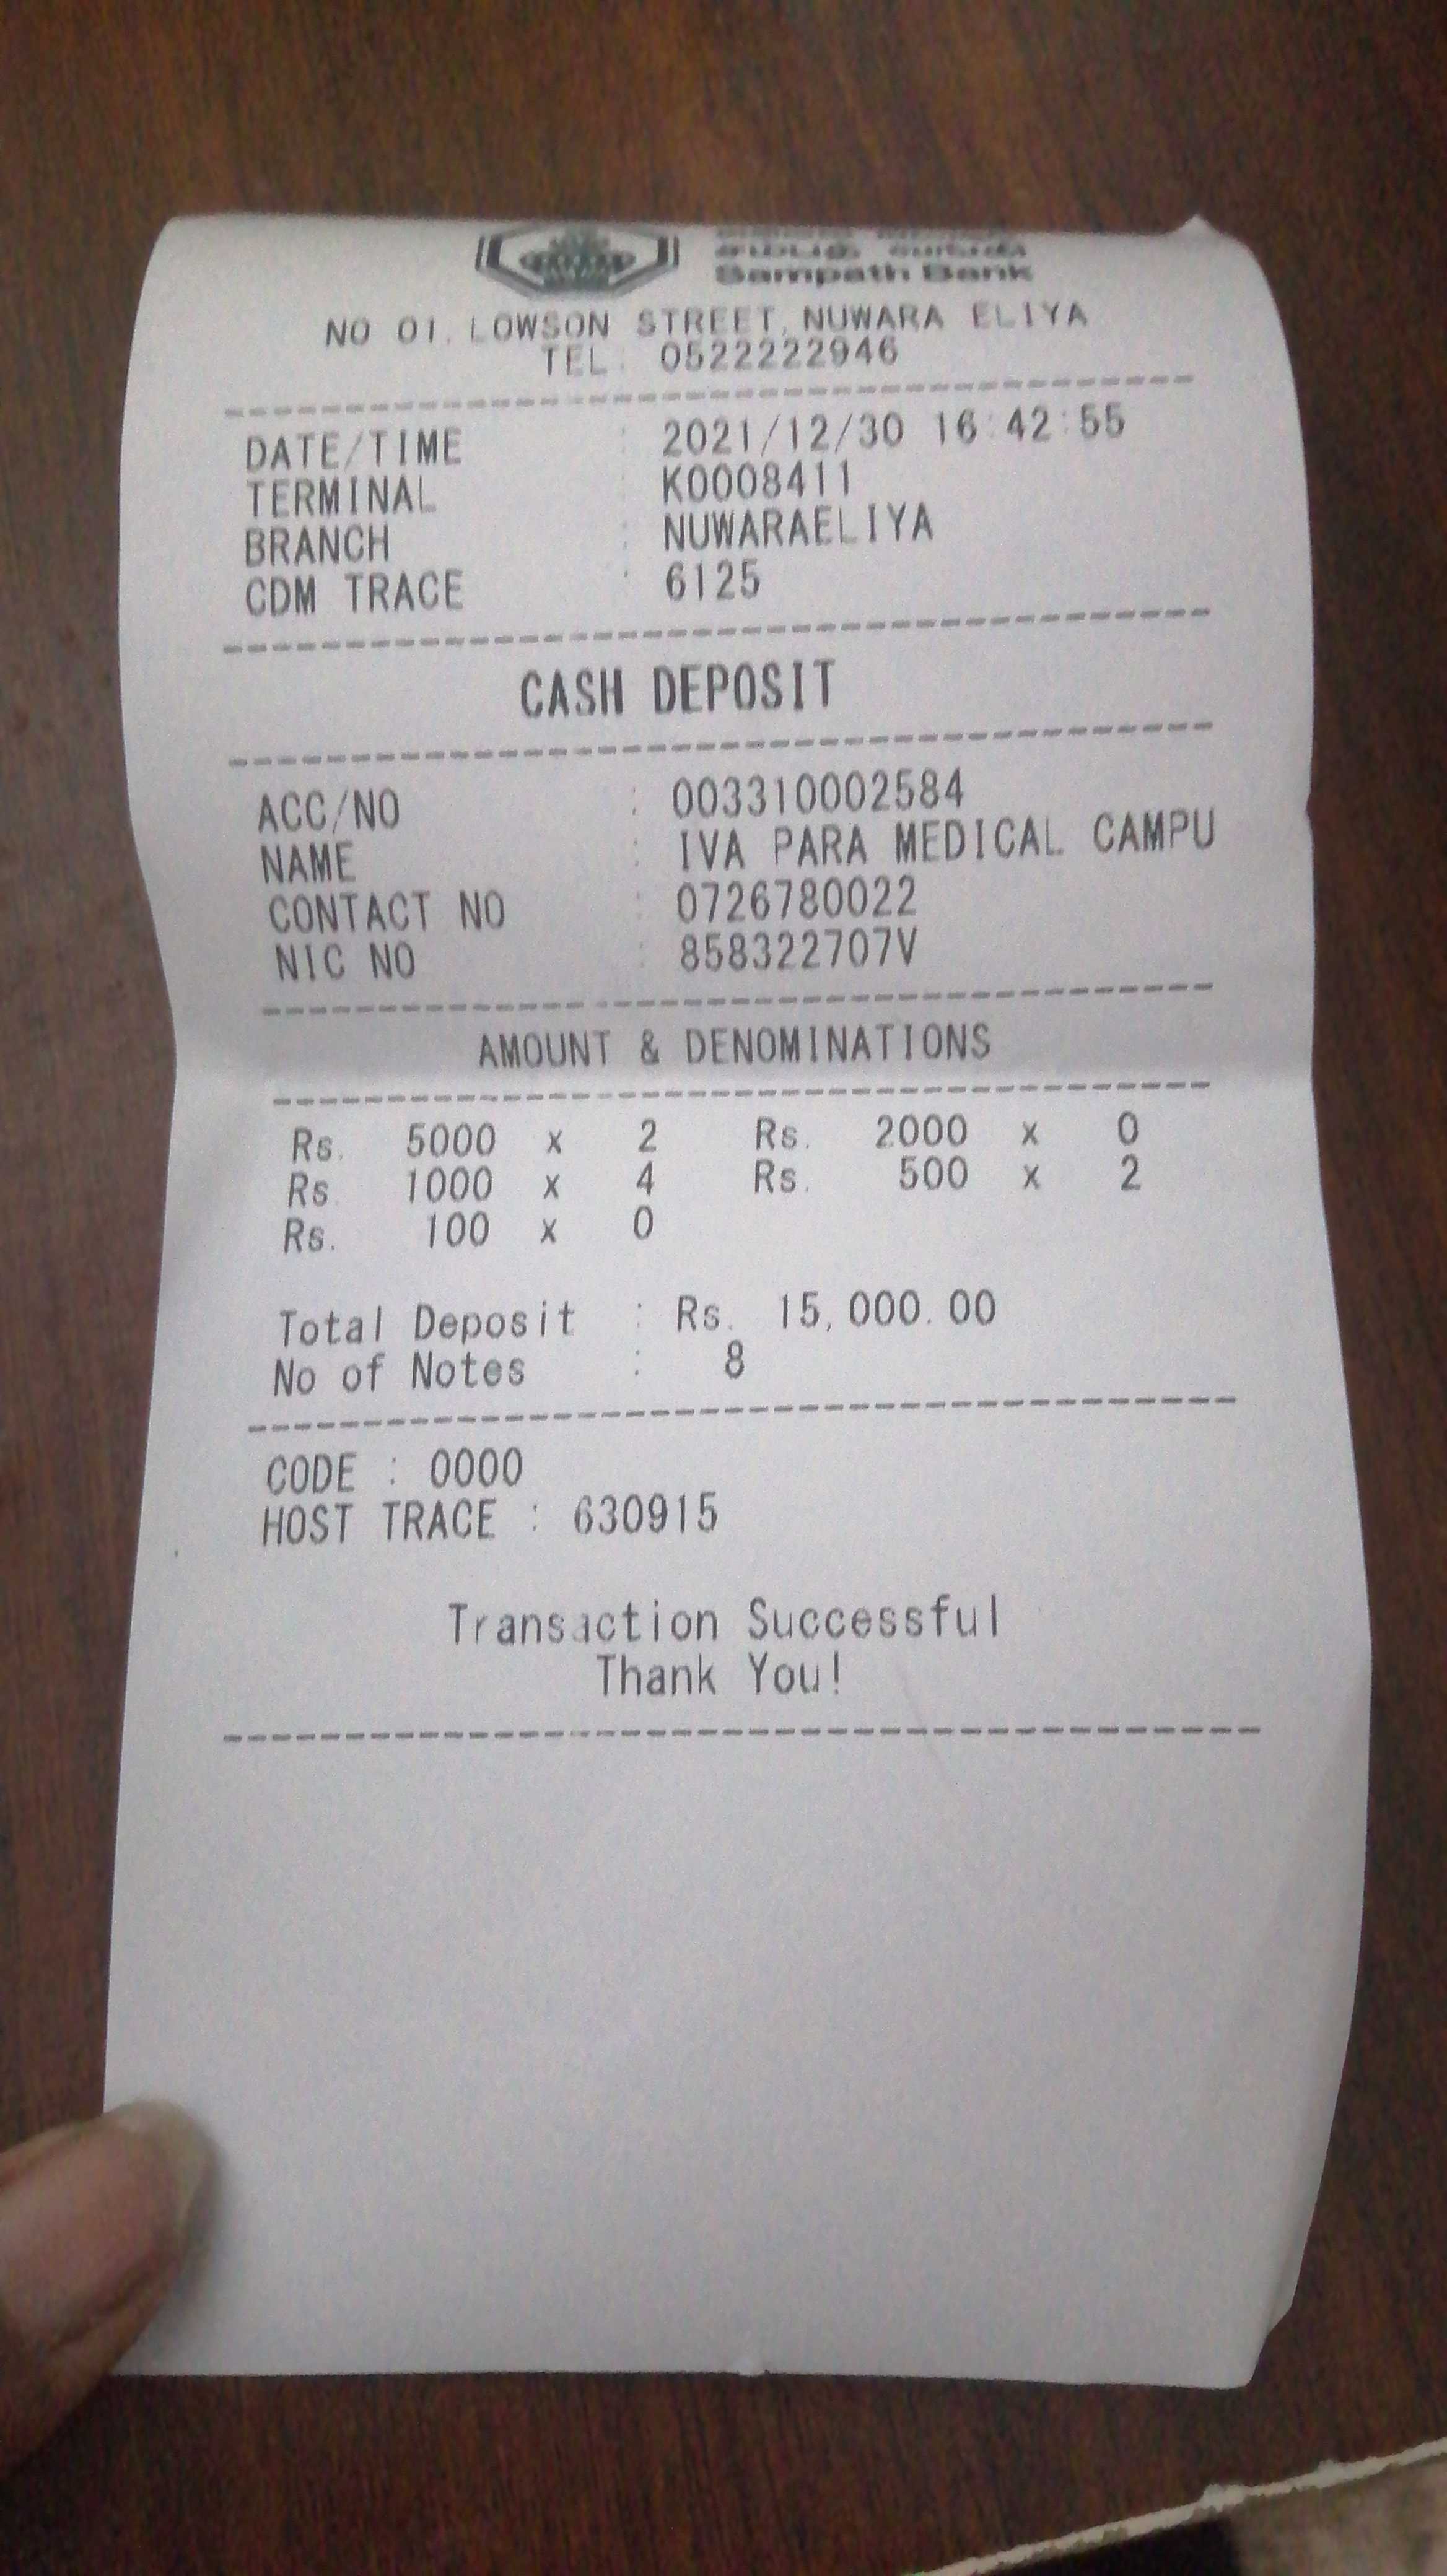 Sampath Bank
NO 01, LOWSON STREET, NUWARA ELIYA
TEL: 0522222946
DATE/TIME : 2021/12/30 16:42:55
TERMINAL : K0008411
BRANCH : NUWARAELIYA
CDM TRACE : 6125
CASH DEPOSIT
ACC/NO : 003310002584
NAME : IVA PARA MEDICAL CAMPU
CONTACT NO : 0726780022
NIC NO : 858322707V
AMOUNT & DENOMINATIONS
Rs. 5000 x 2 Rs. 2000 x 0
Rs. 1000 x 4 Rs. 500 x 2
Rs. 100 x 0
Total Deposit : Rs. 15,000.00
No of Notes : 8
CODE : 0000
HOST TRACE : 630915
Transaction Successful
Thank You!